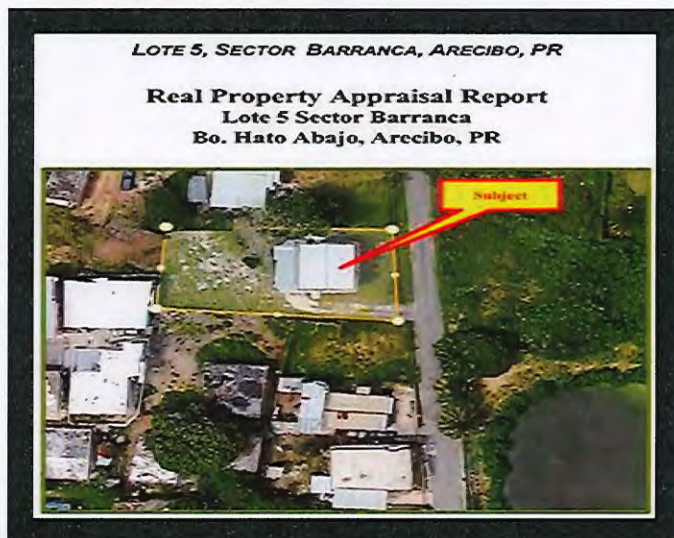 LOTE 5, SECTOR BARRANCA, ARECIBO, PR
Real Property Appraisal Report
Lote 5 Sector Barranca
Bo. Hato Abajo, Arecibo, PR
Subject